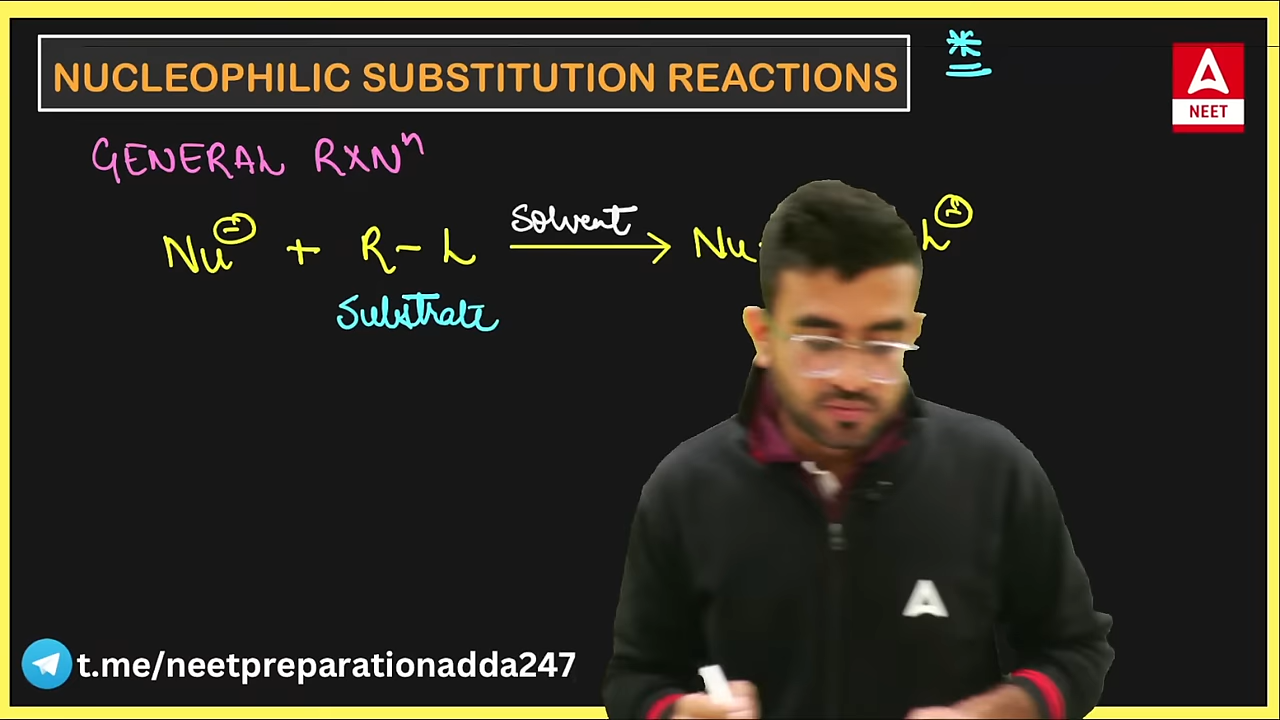 NUCLEOPHILIC SUBSTITUTION REACTIONS
NEET
GENERAL RXNⁿ
Nu⊖ + R-L Solvent → Nu- L⊖
Substrate
t.me/neetpreparationadda247